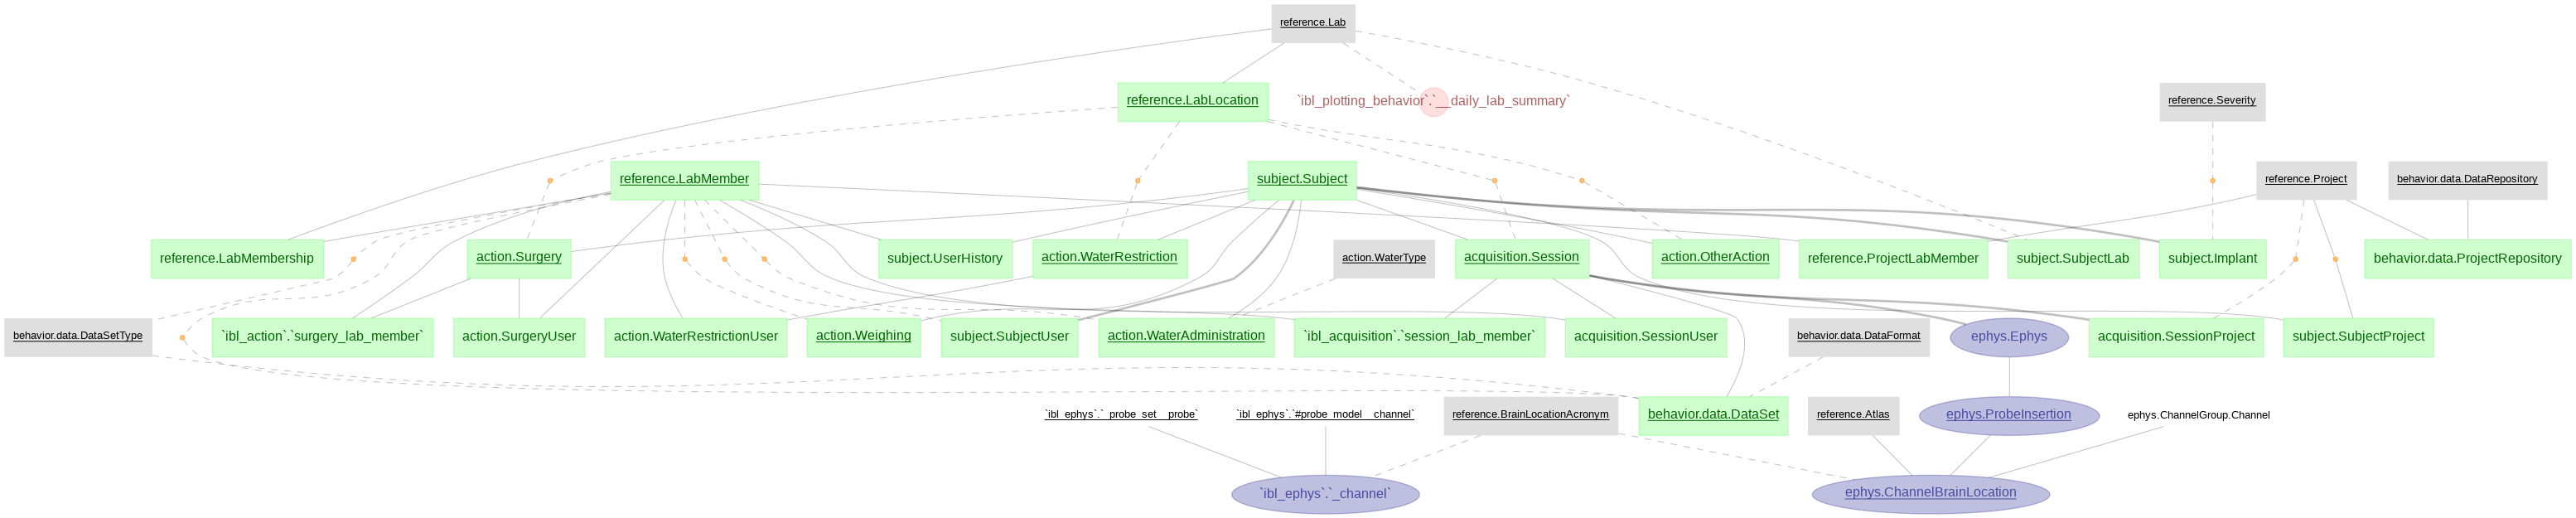 reference.Lab
reference.LabLocation
`ibl_plotting_behavior`.`__daily_lab_summary`
reference.Severity
reference.LabMember
subject.Subject
reference.Project
behavior.data.DataRepository
reference.LabMembership
action.Surgery
subject.UserHistory
action.WaterRestriction
action.WaterType
acquisition.Session
action.OtherAction
reference.ProjectLabMember
subject.SubjectLab
subject.Implant
behavior.data.ProjectRepository
behavior.data.DataSetType
`ibl_action`.`surgery_lab_member`
action.SurgeryUser
action.WaterRestrictionUser
action.Weighing
subject.SubjectUser
action.WaterAdministration
`ibl_acquisition`.`session_lab_member`
acquisition.SessionUser
behavior.data.DataFormat
ephys.Ephys
acquisition.SessionProject
subject.SubjectProject
`ibl_ephys`.`_probe_set__probe`
`ibl_ephys`.`#probe_model__channel`
reference.BrainLocationAcronym
behavior.data.DataSet
reference.Atlas
ephys.ProbeInsertion
ephys.ChannelGroup.Channel
`ibl_ephys`.`_channel`
ephys.ChannelBrainLocation